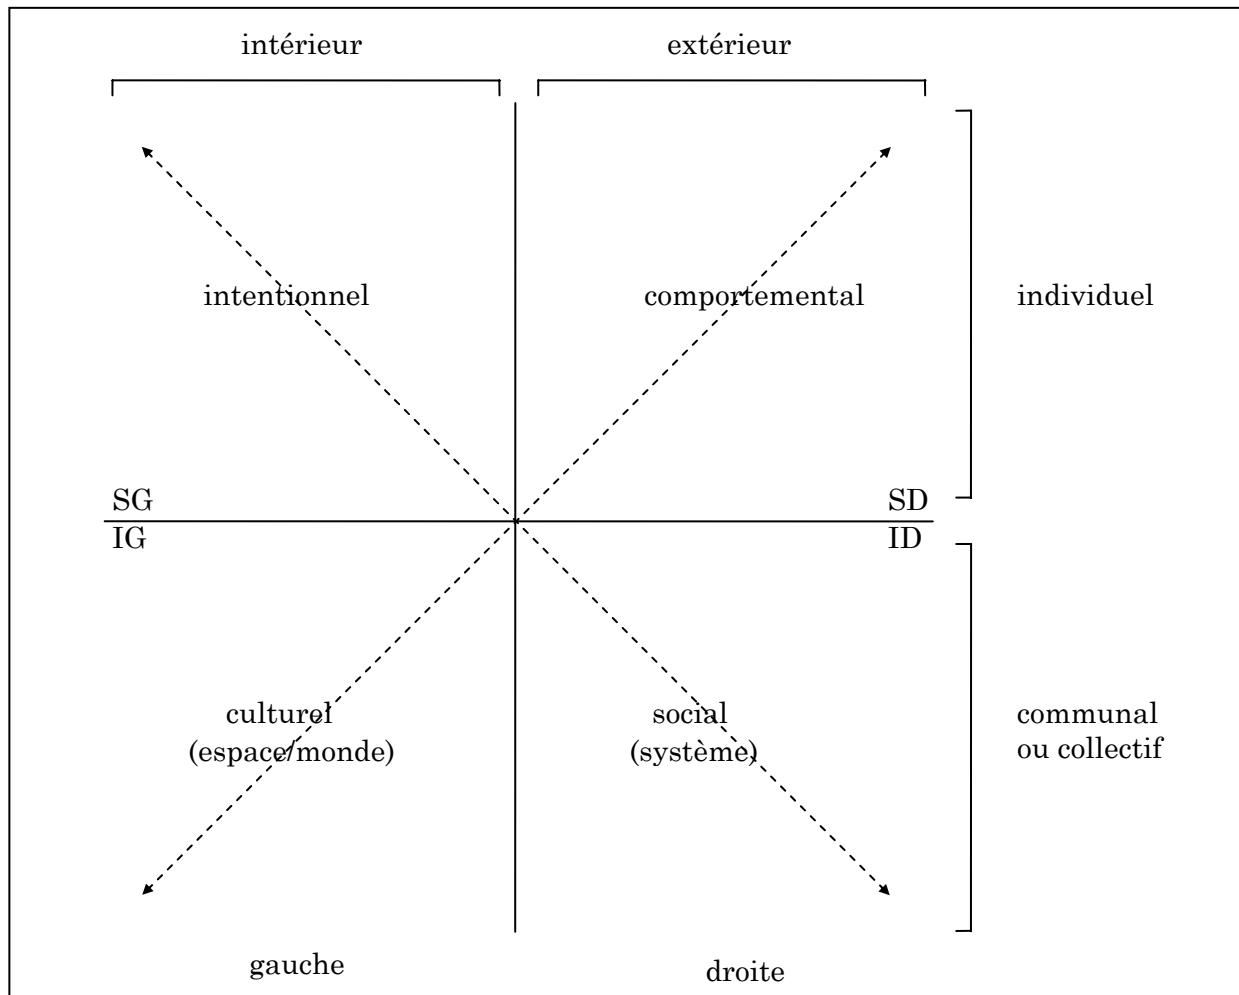 intérieur
extérieur
intentionnel
comportemental
individuel
SG
SD
IG
ID
culturel
(espace/monde)
social
(système)
communal
ou collectif
gauche
droite